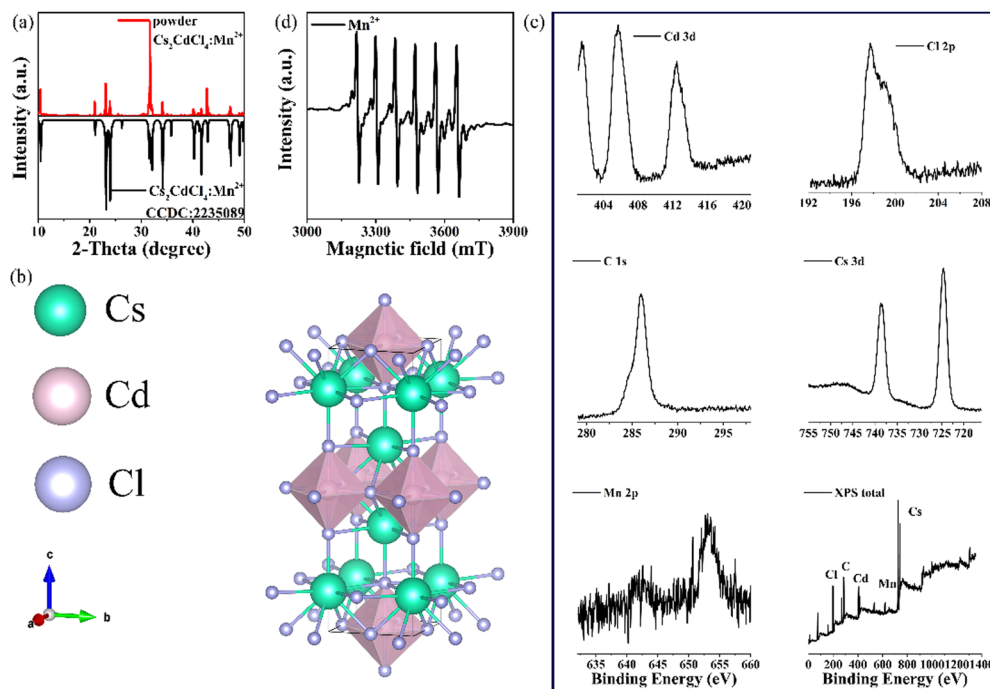 (a)
Intensity (a.u.)
powder
Cs₂CdCl₄:Mn²⁺
Cs₂CdCl₄:Mn²⁺
CCDC:2235089
10 20 30 40 50
2-Theta (degree)
(d)
Intensity (a.u.)
Mn²⁺
3000 3300 3600 3900
Magnetic field (mT)
(b)
Cs
Cd
Cl
c
a
b
(c)
Cd 3d
404 408 412 416 421
Cl 2p
192 196 200 204 208
C 1s
280 285 290 295
Cs 3d
755 750 745 740 735 730 725 720
Mn 2p
635 640 645 650 655 660
Binding Energy (eV)
XPS total
Cl
C
Cd
Mn
Cs
0 200 400 600 800 1000 1200 1400
Binding Energy (eV)